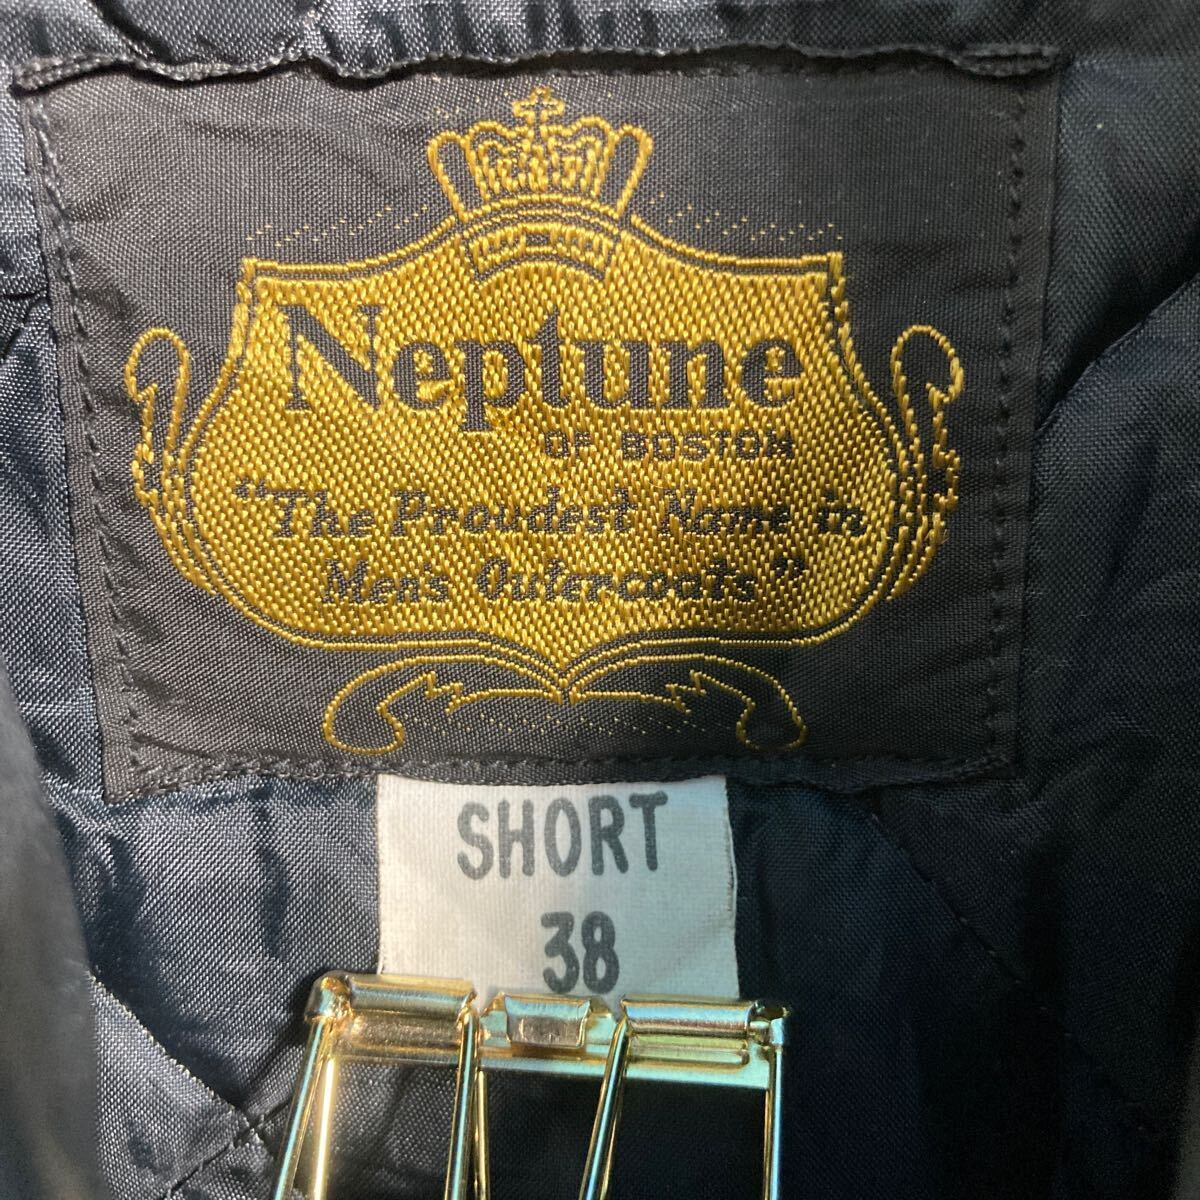 Neptune
OF BOSTON
"The Proudest Name in
Men's Outercoats"
SHORT
38